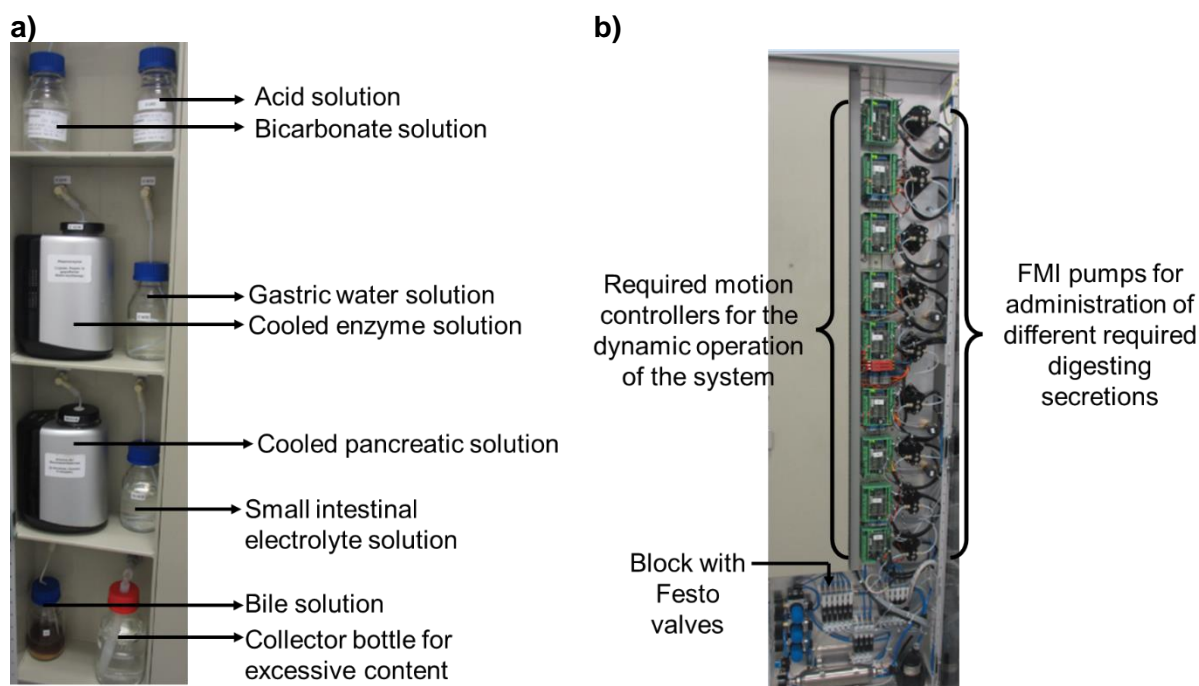 a)
Acid solution
Bicarbonate solution
Gastric water solution
Cooled enzyme solution
Cooled pancreatic solution
Small intestinal
electrolyte solution
Bile solution
Collector bottle for
excessive content
b)
Required motion
controllers for the
dynamic operation
of the system
FMI pumps for
administration of
different required
digesting
secretions
Block with
Festo
valves